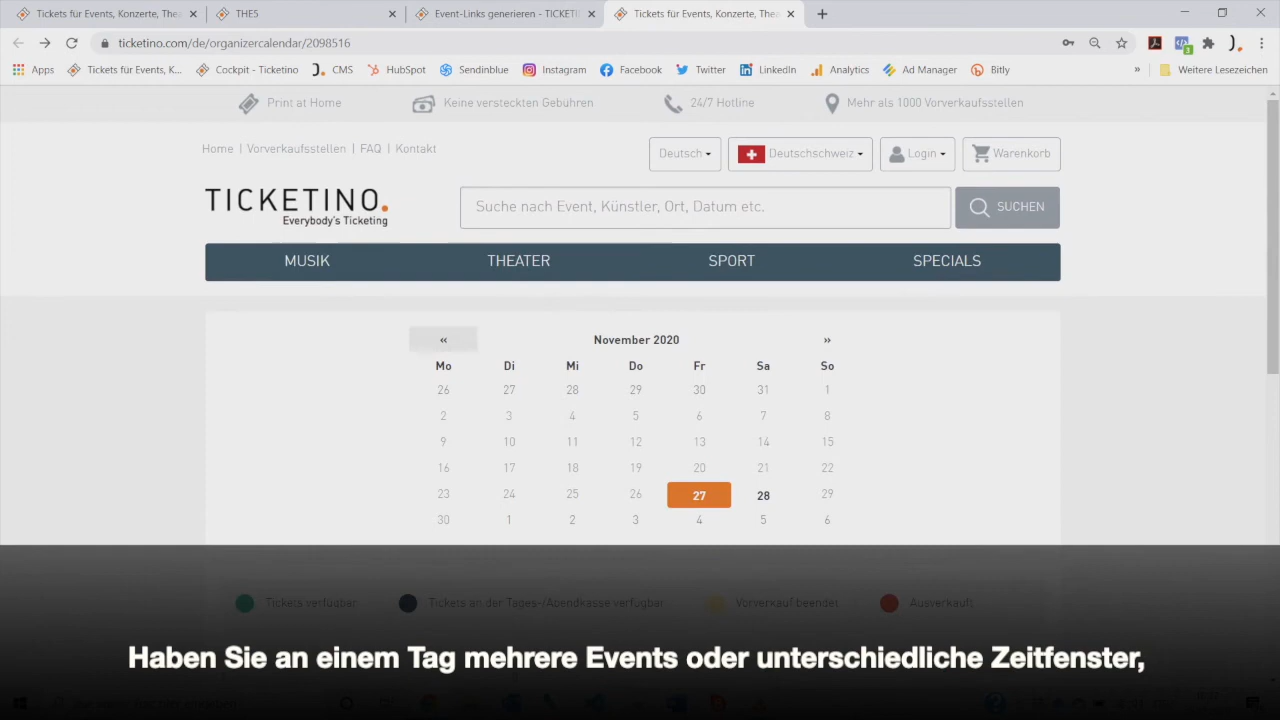 Tickets für Events, Konzerte, Thea
THE5
Event-Links generieren - TICKETI
Tickets für Events, Konzerte, Thea
ticketino.com/de/organizercalendar/2098516
3
Apps
Tickets für Events, K...
Cockpit - Ticketino
CMS
HubSpot
Sendinblue
Instagram
Facebook
Twitter
LinkedIn
Analytics
Ad Manager
Bitly
»
Weitere Lesezeichen
Print at Home
Keine versteckten Gebühren
24/7 Hotline
Mehr als 1000 Vorverkaufsstellen
Home | Vorverkaufsstellen | FAQ | Kontakt
Deutsch
Deutschschweiz
Login
Warenkorb
TICKETINO.
Everybody's Ticketing
Suche nach Event, Künstler, Ort, Datum etc.
SUCHEN
MUSIK THEATER SPORT SPECIALS
« November 2020 »
Mo Di Mi Do Fr Sa So
26 27 28 29 30 31 1
2 3 4 5 6 7 8
9 10 11 12 13 14 15
16 17 18 19 20 21 22
23 24 25 26 27 28 29
30 1 2 3 4 5 6
Tickets verfügbar
Tickets an der Tages-/Abendkasse verfügbar
Vorverkauf beendet
Ausverkauft
Haben Sie an einem Tag mehrere Events oder unterschiedliche Zeitfenster,